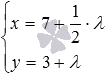 x = 7 + 1/2 · λ
y = 3 + λ